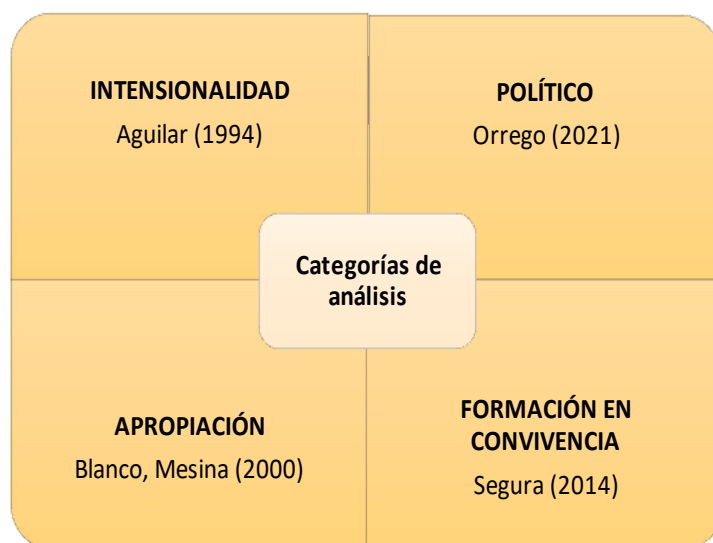 INTENSIONALIDAD
Aguilar (1994)
POLÍTICO
Orrego (2021)
Categorías de
análisis
APROPIACIÓN
Blanco, Mesina (2000)
FORMACIÓN EN
CONVIVENCIA
Segura (2014)